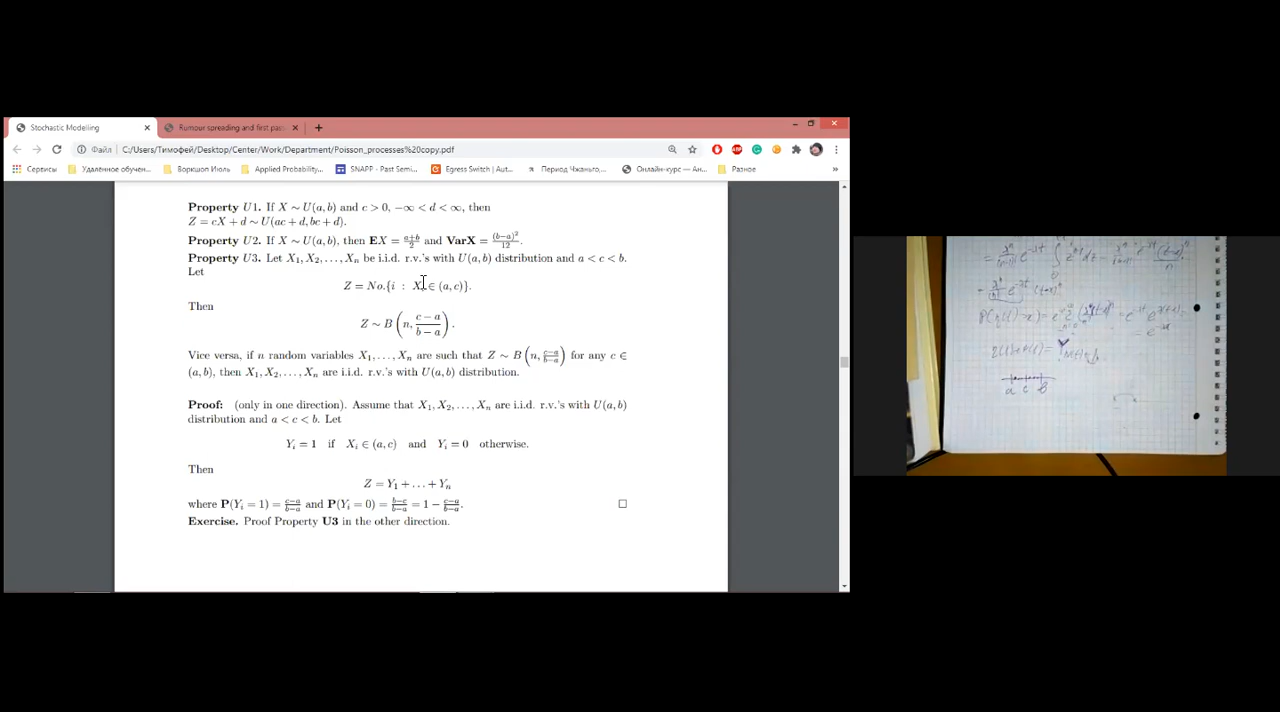 Stochastic Modelling
Rumour spreading and first pas
Файл C:/Users/Тимофей/Desktop/Center/Work/Department/Poisson_processes%20copy.pdf
Сервисы Удаленное обучен... Воркшоп Июль Applied Probability... SNAPP - Past Semi... Egress Switch | Aut... Период Чжаньго,... Онлайн-курс — Ан... Разное
Property U1. If X ∼ U(a, b) and c > 0, −∞ < d < ∞, then
Z = cX + d ∼ U(ac + d, bc + d).
Property U2. If X ∼ U(a, b), then EX = (a+b)/2 and VarX = (b−a)²/12.
Property U3. Let X₁, X₂, . . . , Xₙ be i.i.d. r.v.'s with U(a, b) distribution and a < c < b.
Let
Z = No.{i : Xᵢ ∈ (a, c)}.
Then
Z ∼ B(n, (c − a)/(b − a)).
Vice versa, if n random variables X₁, . . . , Xₙ are such that Z ∼ B(n, (c−a)/(b−a)) for any c ∈
(a, b), then X₁, X₂, . . . , Xₙ are i.i.d. r.v.'s with U(a, b) distribution.
Proof: (only in one direction). Assume that X₁, X₂, . . . , Xₙ are i.i.d. r.v.'s with U(a, b)
distribution and a < c < b. Let
Yᵢ = 1 if Xᵢ ∈ (a, c) and Yᵢ = 0 otherwise.
Then
Z = Y₁ + . . . + Yₙ
where P(Yᵢ = 1) = (c−a)/(b−a) and P(Yᵢ = 0) = (b−c)/(b−a) = 1 − (c−a)/(b−a). □
Exercise. Proof Property U3 in the other direction.
a c b